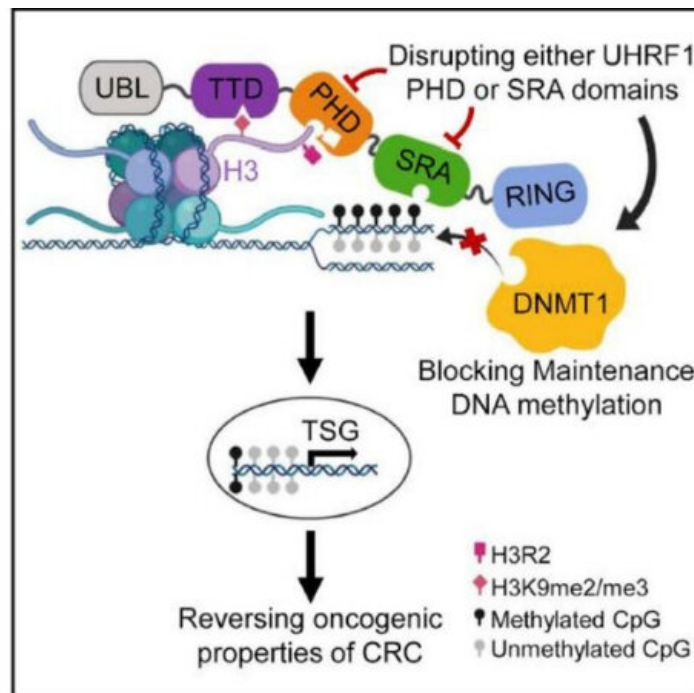 Disrupting either UHRF1
PHD or SRA domains
UBL
TTD
PHD
SRA
RING
H3
DNMT1
Blocking Maintenance
DNA methylation
TSG
H3R2
H3K9me2/me3
Methylated CpG
Unmethylated CpG
Reversing oncogenic
properties of CRC